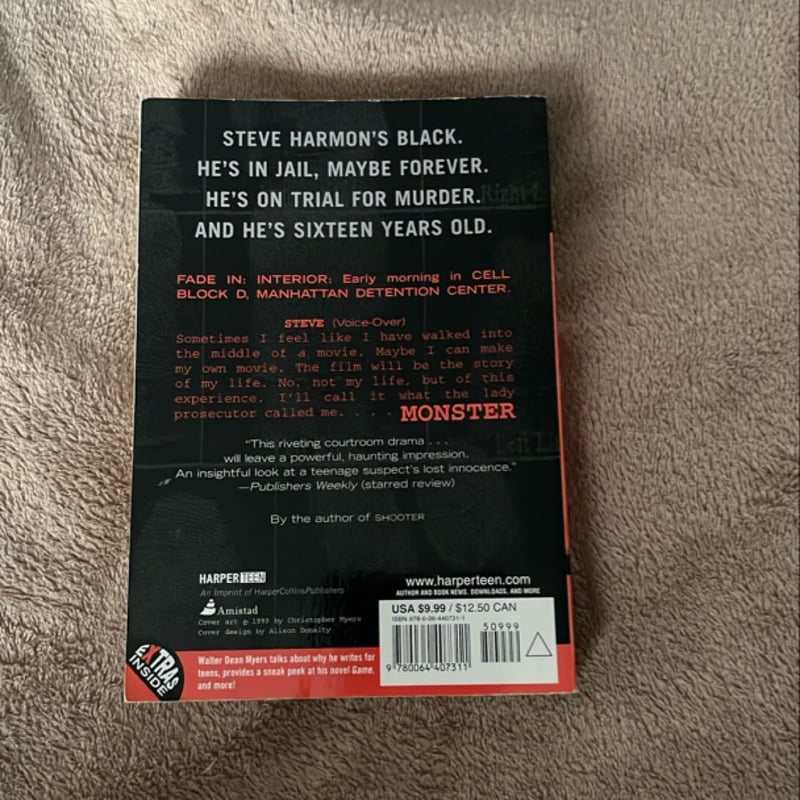 STEVE HARMON'S BLACK.
HE'S IN JAIL, MAYBE FOREVER.
HE'S ON TRIAL FOR MURDER.
AND HE'S SIXTEEN YEARS OLD.
FADE IN: INTERIOR: Early morning in CELL
BLOCK D, MANHATTAN DETENTION CENTER.
STEVE (Voice-Over)
Sometimes I feel like I have walked into
the middle of a movie. Maybe I can make
my own movie. The film will be the story
of my life. No, not my life, but of this
experience. I'll call it what the lady
prosecutor called me. . . . MONSTER
"This riveting courtroom drama . . .
will leave a powerful, haunting impression.
An insightful look at a teenage suspect's lost innocence."
—Publishers Weekly (starred review)
By the author of SHOOTER
HARPERTEEN
An Imprint of HarperCollinsPublishers
Amistad
Cover art © 1999 by Christopher Myers
Cover design by Alison Donalty
www.harperteen.com
AUTHOR AND BOOK NEWS, DOWNLOADS, AND MORE
USA $9.99 / $12.50 CAN
ISBN 978-0-06-440731-1
50999
9 780064 407311
EXTRAS
INSIDE
Walter Dean Myers talks about why he writes for
teens, provides a sneak peek at his novel Game,
and more!
Right